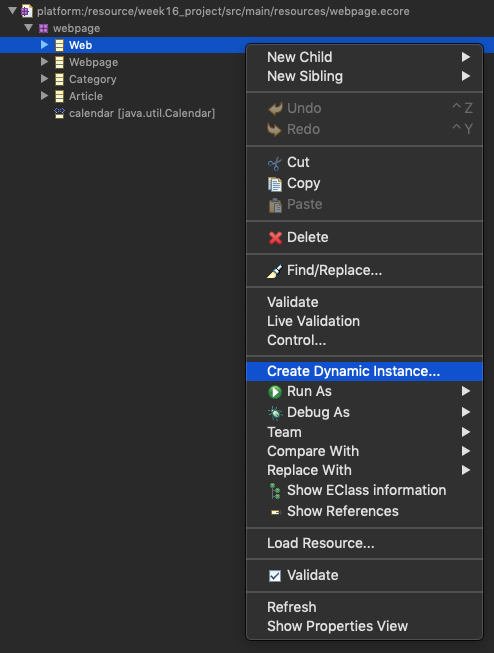 platform:/resource/week16_project/src/main/resources/webpage.ecore
webpage
Web
Webpage
Category
Article
calendar [java.util.Calendar]
New Child
New Sibling
Undo ^ Z
Redo ^ Y
Cut
Copy
Paste
Delete
Find/Replace...
Validate
Live Validation
Control...
Create Dynamic Instance...
Run As
Debug As
Team
Compare With
Replace With
Show EClass information
Show References
Load Resource...
Validate
Refresh
Show Properties View